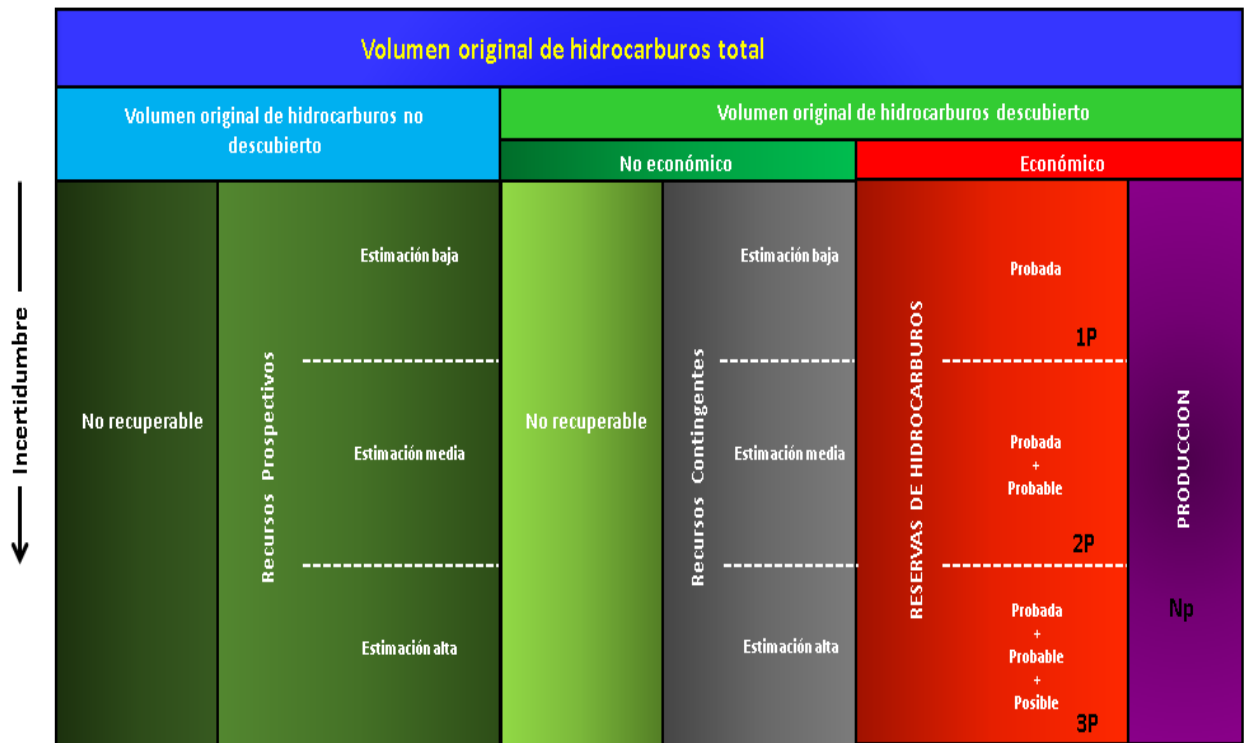 Volumen original de hidrocarburos total
Volumen original de hidrocarburos no
descubierto
Volumen original de hidrocarburos descubierto
No económico
Económico
Incertidumbre
No recuperable
Recursos Prospectivos
Estimación baja
Estimación media
Estimación alta
No recuperable
Recursos Contingentes
Estimación baja
Estimación media
Estimación alta
RESERVAS DE HIDROCARBUROS
Probada
1P
Probada
+
Probable
2P
Probada
+
Probable
+
Posible
3P
PRODUCCION
Np